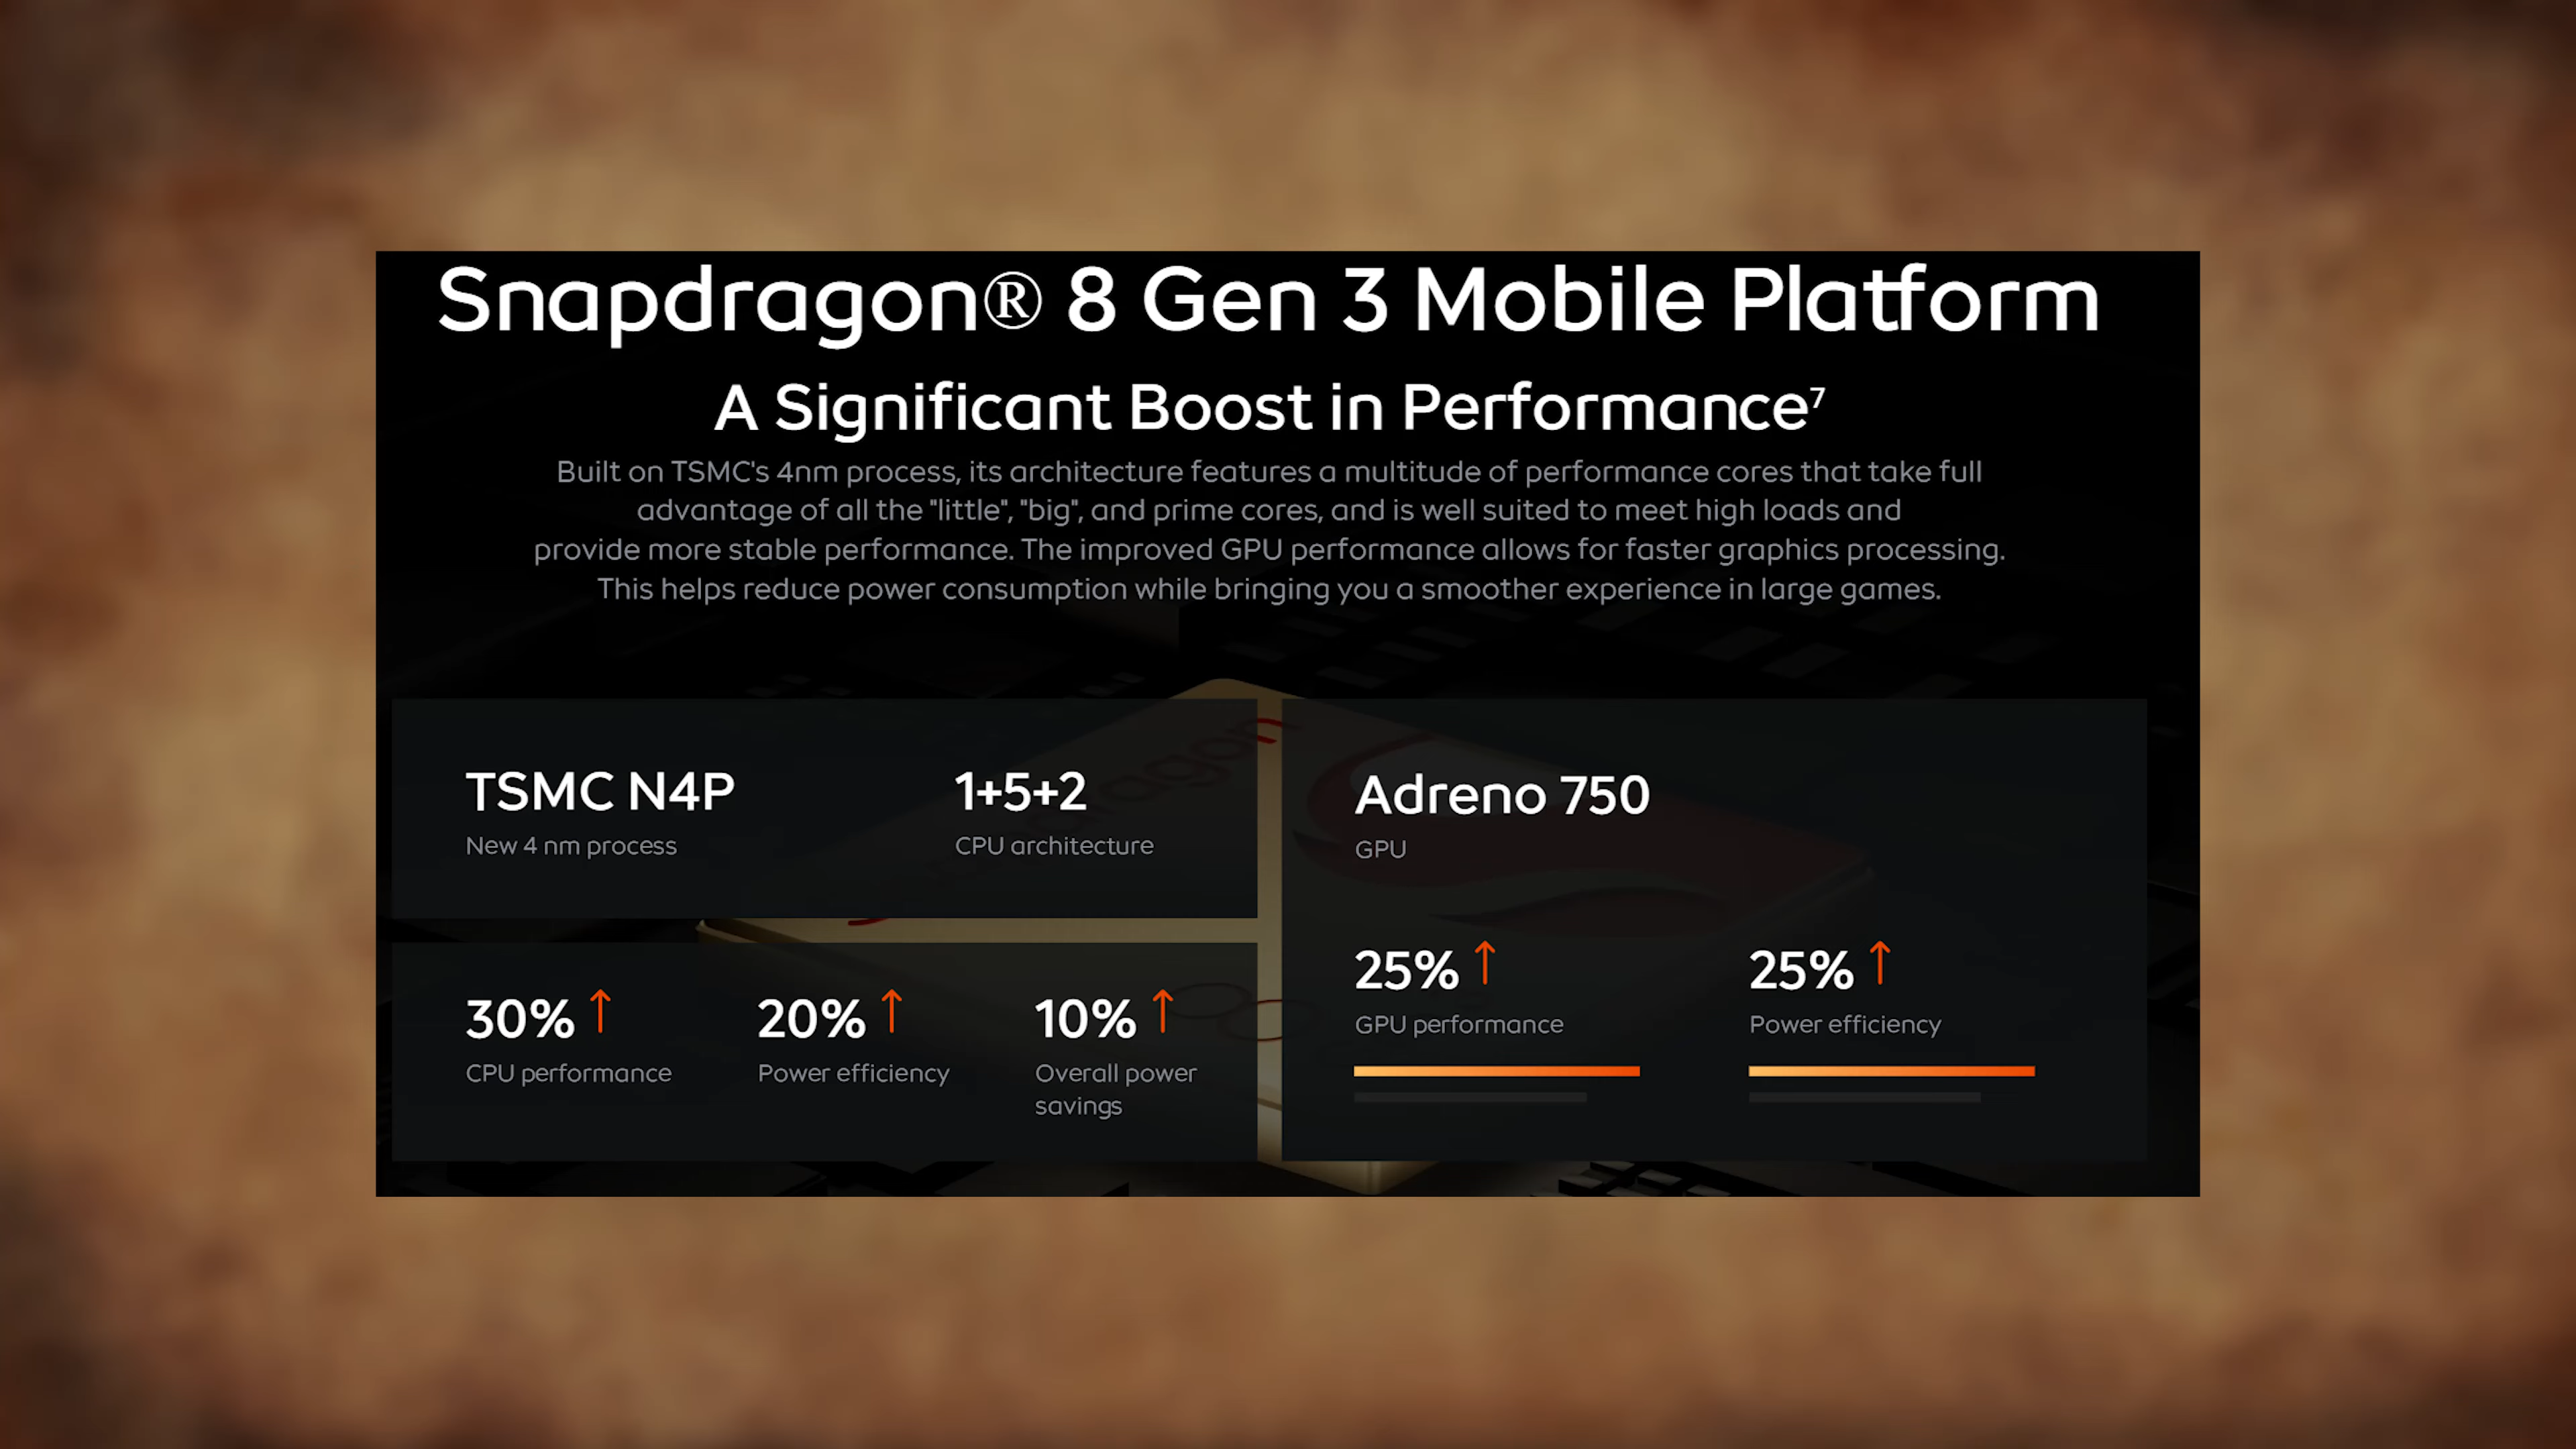 Snapdragon® 8 Gen 3 Mobile Platform
A Significant Boost in Performance⁷
Built on TSMC's 4nm process, its architecture features a multitude of performance cores that take full
advantage of all the "little", "big", and prime cores, and is well suited to meet high loads and
provide more stable performance. The improved GPU performance allows for faster graphics processing.
This helps reduce power consumption while bringing you a smoother experience in large games.
TSMC N4P
New 4 nm process
1+5+2
CPU architecture
30% ↑
CPU performance
20% ↑
Power efficiency
10% ↑
Overall power
savings
Adreno 750
GPU
25% ↑
GPU performance
25% ↑
Power efficiency